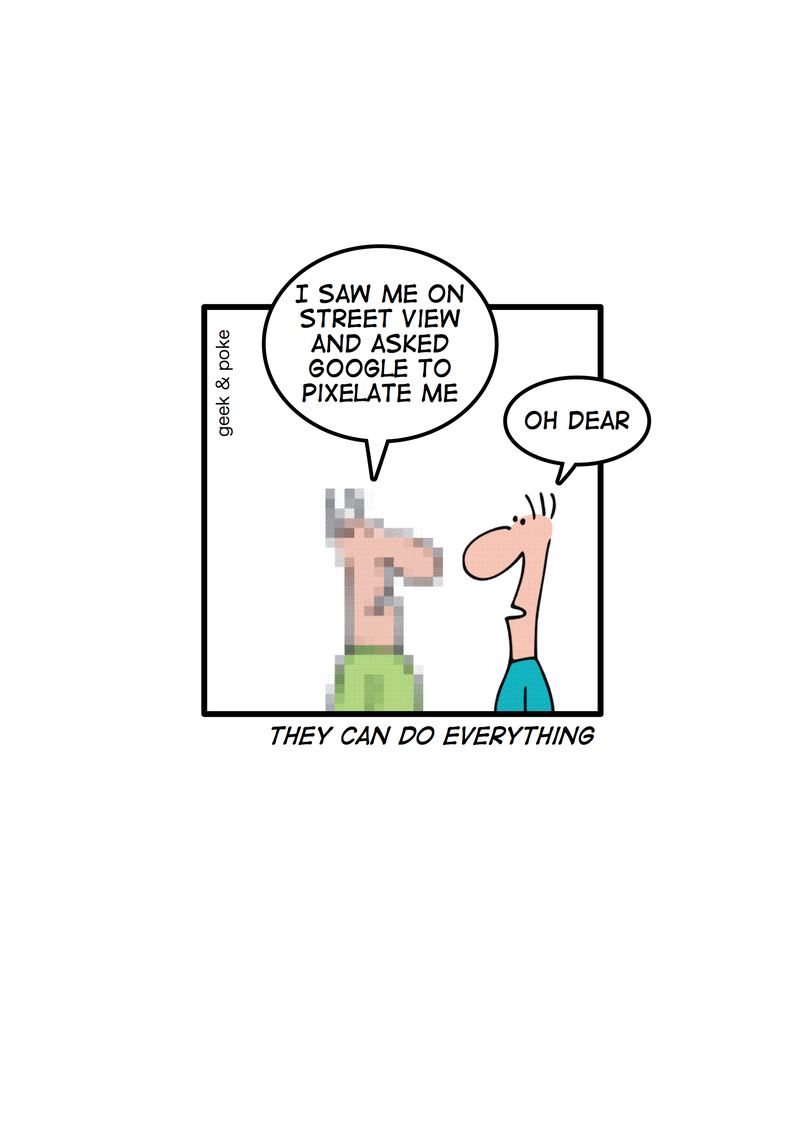 geek & poke
I SAW ME ON
STREET VIEW
AND ASKED
GOOGLE TO
PIXELATE ME
OH DEAR
THEY CAN DO EVERYTHING